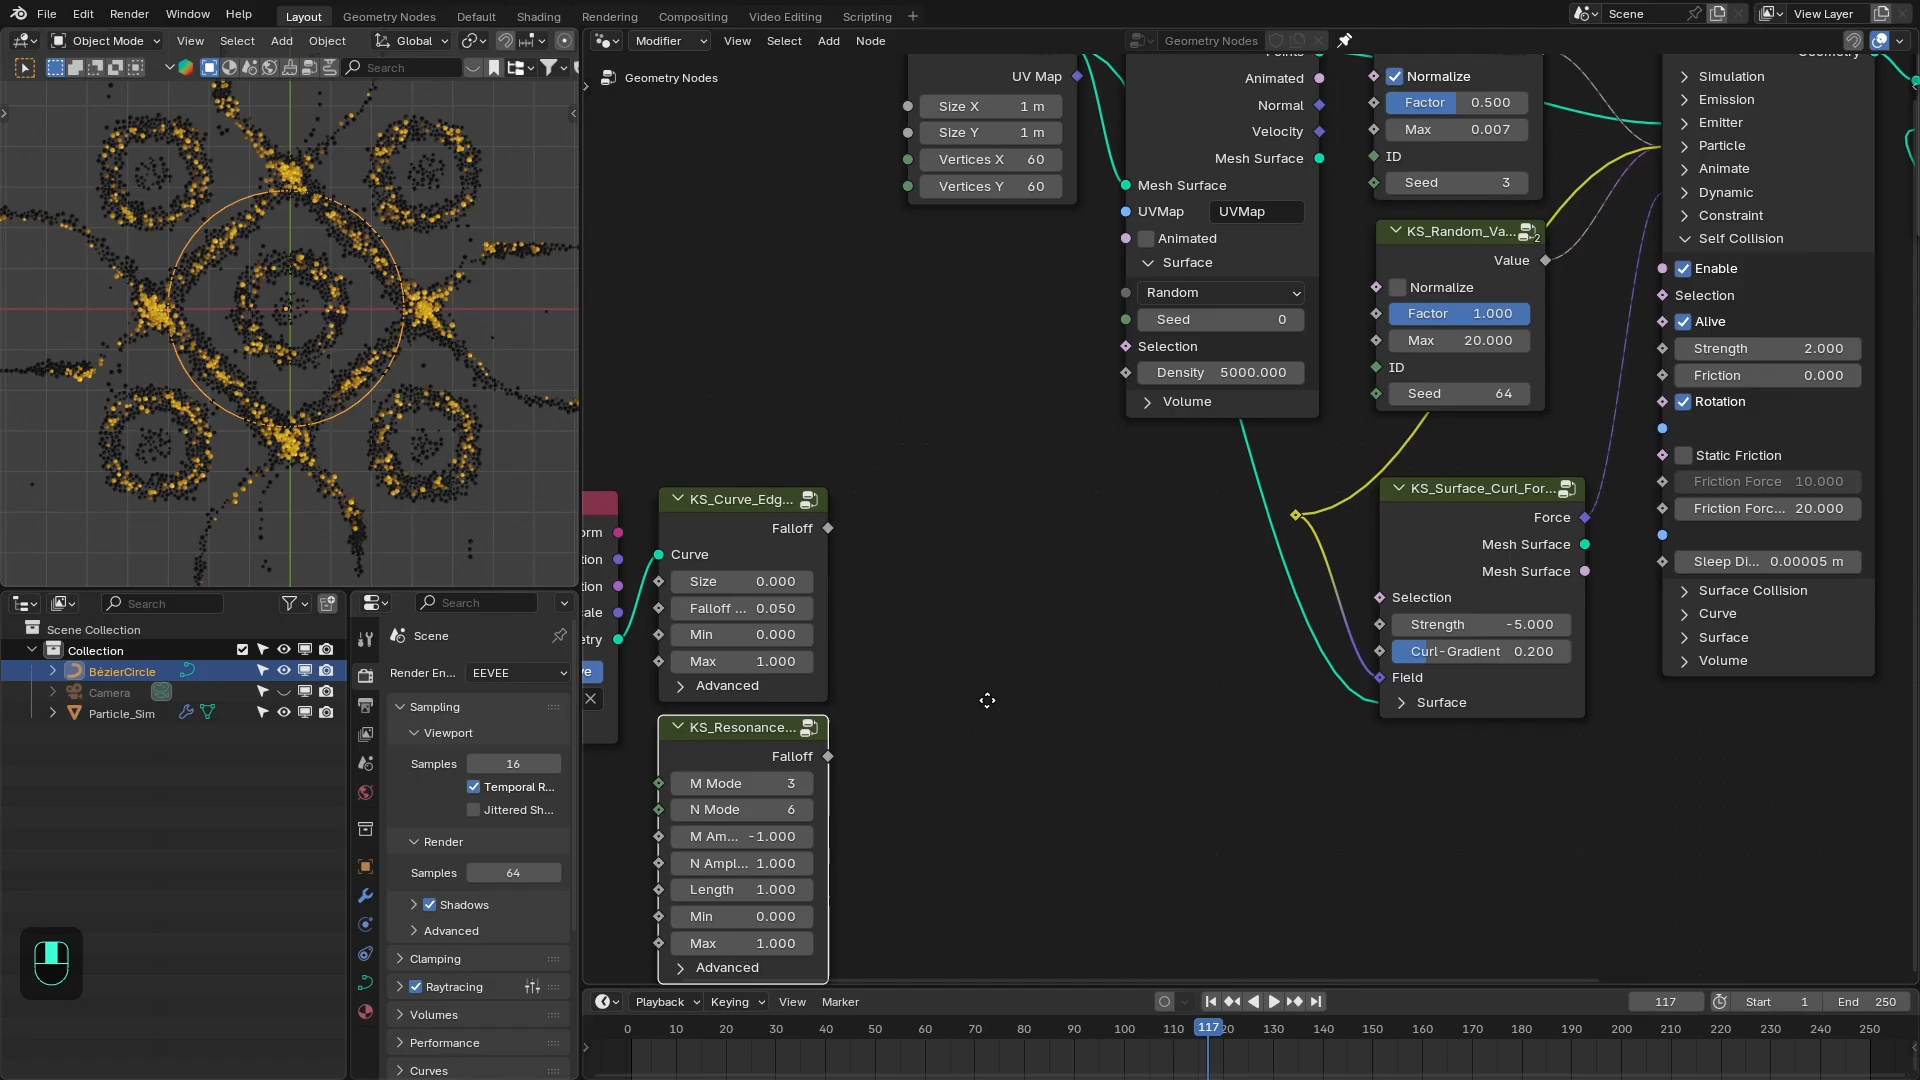 File Edit Render Window Help Layout Geometry Nodes Default Shading Rendering Compositing Video Editing Scripting Scene View Layer
Object Mode View Select Add Object Global
Search
Modifier View Select Add Node Geometry Nodes
Geometry Nodes
UV Map
Size X 1 m
Size Y 1 m
Vertices X 60
Vertices Y 60
Animated
Normal
Velocity
Mesh Surface
Mesh Surface
UVMap UVMap
Animated
Surface
Random
Seed 0
Selection
Density 5000.000
Volume
Normalize
Factor 0.500
Max 0.007
ID
Seed 3
KS_Random_Va... 2
Value
Normalize
Factor 1.000
Max 20.000
ID
Seed 64
Simulation
Emission
Emitter
Particle
Animate
Dynamic
Constraint
Self Collision
Enable
Selection
Alive
Strength 2.000
Friction 0.000
Rotation
Static Friction
Friction Force 10.000
Friction Forc... 20.000
Sleep Di... 0.00005 m
Surface Collision
Curve
Surface
Volume
KS_Curve_Edg...
Falloff
Curve
Size 0.000
Falloff ... 0.050
Min 0.000
Max 1.000
Advanced
KS_Resonance...
Falloff
M Mode 3
N Mode 6
M Am... -1.000
N Ampl... 1.000
Length 1.000
Min 0.000
Max 1.000
Advanced
KS_Surface_Curl_For...
Force
Mesh Surface
Mesh Surface
Selection
Strength -5.000
Curl-Gradient 0.200
Field
Surface
Search
Scene Collection
Collection
BézierCircle
Camera
Particle_Sim
Search
Scene
Render En... EEVEE
Sampling
Viewport
Samples 16
Temporal R...
Jittered Sh...
Render
Samples 64
Shadows
Advanced
Clamping
Raytracing
Volumes
Performance
Curves
Playback Keying View Marker 117 Start 1 End 250
0 10 20 30 40 50 60 70 80 90 100 110 117 130 140 150 160 170 180 190 200 210 220 230 240 250